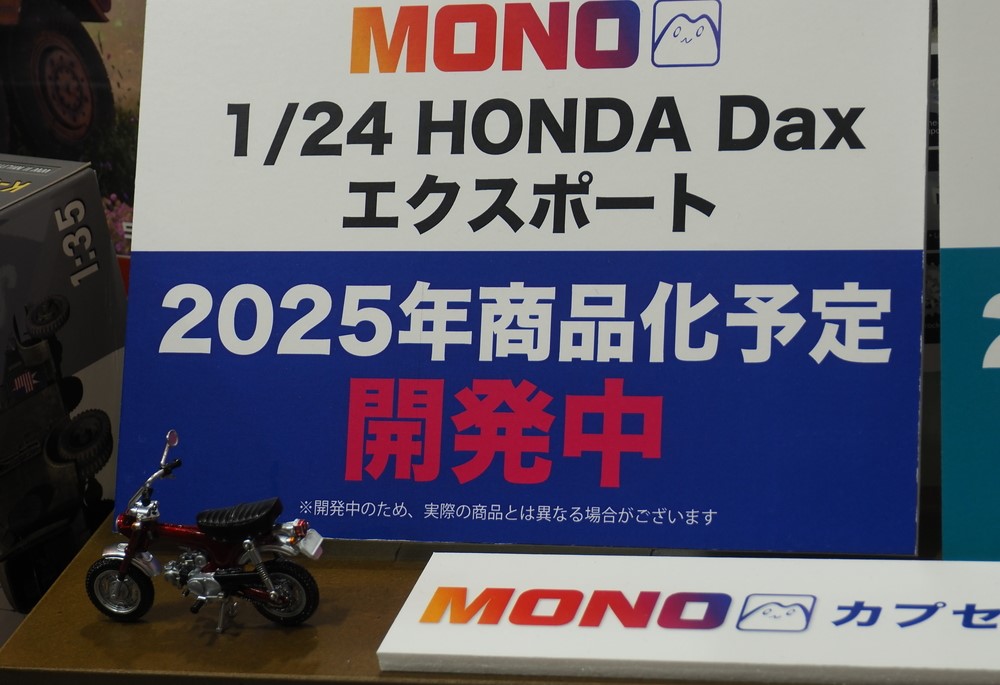 MONO
1/24 HONDA Dax
エクスポート
2025年商品化予定
開発中
※開発中のため、実際の商品とは異なる場合がございます
MONO カプセ
1:35